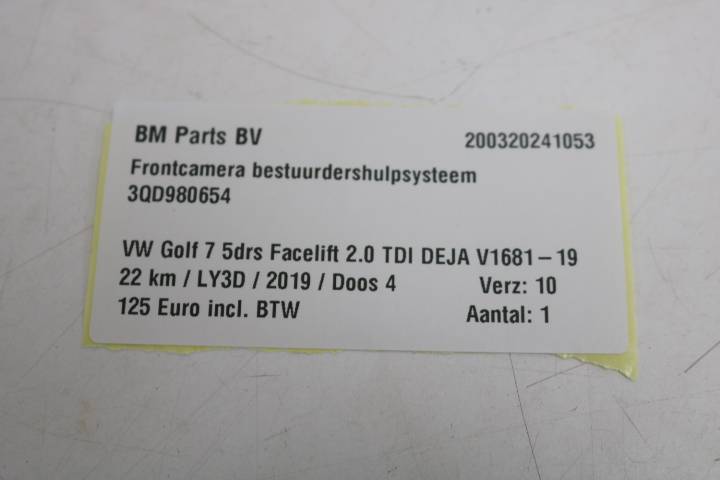 BM Parts BV 200320241053
Frontcamera bestuurdershulpsysteem
3QD980654
VW Golf 7 5drs Facelift 2.0 TDI DEJA V1681-19
22 km / LY3D / 2019 / Doos 4 Verz: 10
125 Euro incl. BTW Aantal: 1